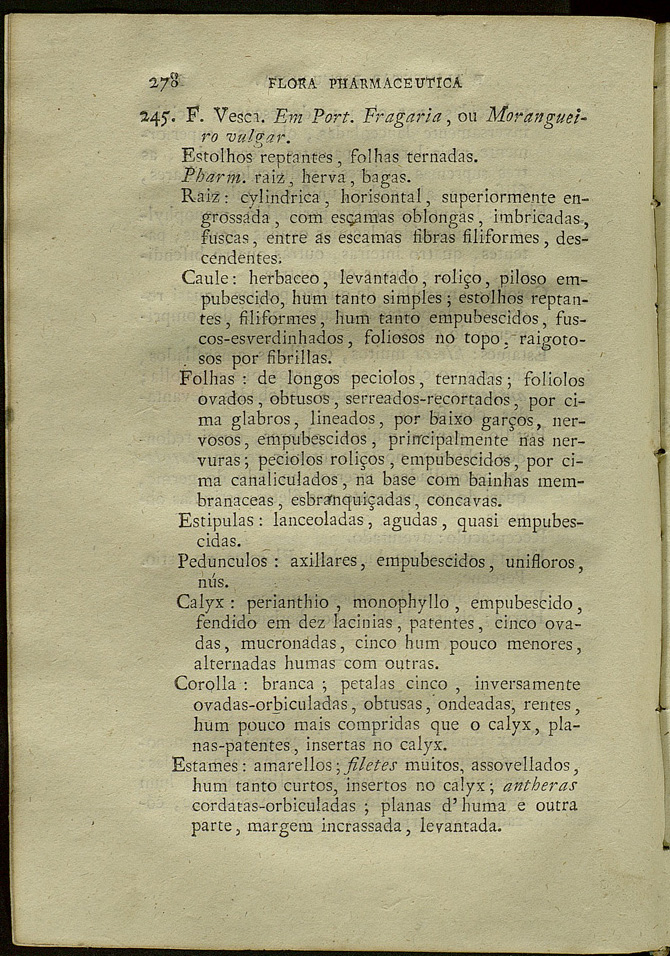 278 FLORA PHARMACEUTICA
245. F. Vesca. Em Port. Fragaria, ou Moranguei-
ro vulgar.
Estolhos reptantes, folhas ternadas.
Pharm. raiz, herva, bagas.
Raiz: cylindrica, horisontal, superiormente en-
grossada, com escamas oblongas, imbricadas,
fuscas, entre as escamas fibras filiformes, des-
cendentes.
Caule: herbaceo, levantado, roliço, piloso em-
pubescido, hum tanto simples; estolhos reptan-
tes, filiformes, hum tanto empubescidos, fus-
cos-esverdinhados, foliosos no topo, raigoto-
sos por fibrillas.
Folhas: de longos peciolos, ternadas; foliolos
ovados, obtusos, serreados-recortados, por ci-
ma glabros, lineados, por baixo garços, ner-
vosos, empubescidos, principalmente nas ner-
vuras; peciolos roliços, empubescidos, por ci-
ma canaliculados, na base com bainhas mem-
branaceas, esbranquiçadas, concavas.
Estipulas: lanceoladas, agudas, quasi empubes-
cidas.
Pedunculos: axillares, empubescidos, unifloros,
nús.
Calyx: perianthio, monophyllo, empubescido,
fendido em dez lacinias, patentes, cinco ova-
das, mucronadas, cinco hum pouco menores,
alternadas humas com outras.
Corolla: branca; petalas cinco, inversamente
ovadas-orbiculadas, obtusas, ondeadas, rentes,
hum pouco mais compridas que o calyx, pla-
nas-patentes, insertas no calyx.
Estames: amarellos; filetes muitos, assovellados,
hum tanto curtos, insertos no calyx; antheras
cordatas-orbiculadas; planas d'huma e outra
parte, margem incrassada, levantada.